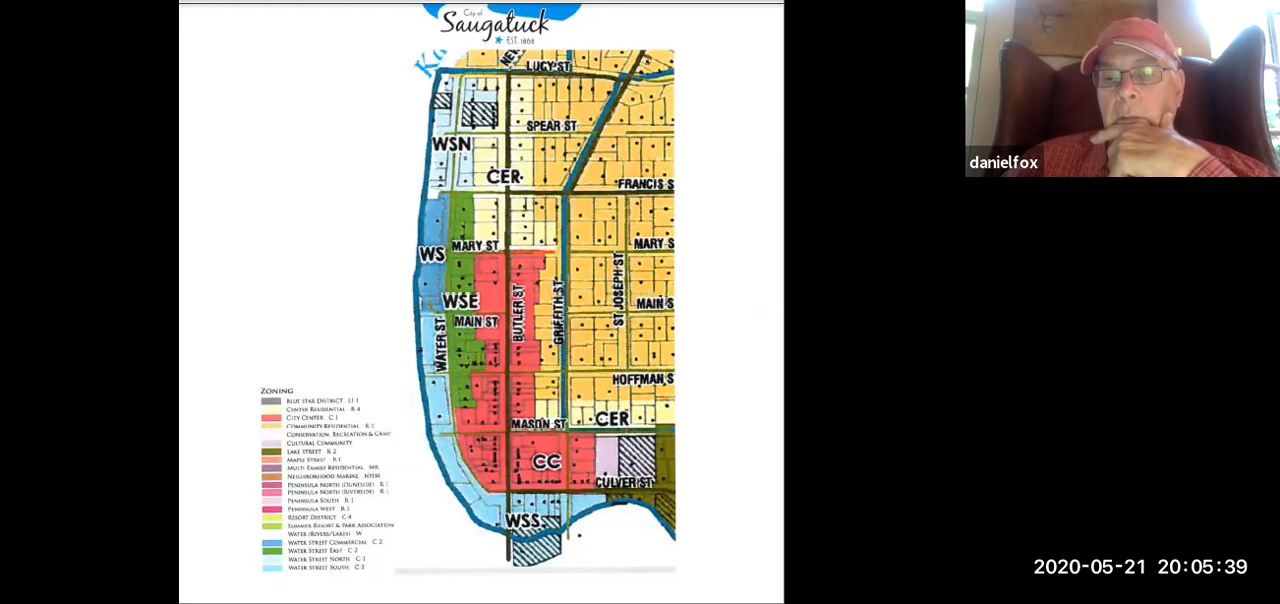 City of
Saugatuck
EST. 1868
LUCY ST
SPEAR ST
WSN
CER
FRANCIS S
MARY ST
MARY S
WS
WSE
ST JOSEPH ST
BUTLER ST
GRIFFITH ST
MAIN S
MAIN ST
WATER ST
HOFFMAN S
MASON ST
CER
CC
CULVER ST
WSS
ZONING
BLUE STAR DISTRICT LI-1
CENTER RESIDENTIAL R-4
CITY CENTER C-1
COMMUNITY RESIDENTIAL R-1
CONSERVATION, RECREATION & CAMP
CULTURAL COMMUNITY
LAKE STREET R-2
MAPLE STREET R-1
MULTI-FAMILY RESIDENTIAL MR
NEIGHBORHOOD MARINE NHM
PENINSULA NORTH (DUNESIDE) R-1
PENINSULA NORTH (RIVERSIDE) R-1
PENINSULA SOUTH R-1
PENINSULA WEST R-1
RESORT DISTRICT C-4
SUMMER RESORT & PARK ASSOCIATION
WATER (RIVERS/LAKES) W
WATER STREET COMMERCIAL C-2
WATER STREET EAST C-2
WATER STREET NORTH C-1
WATER STREET SOUTH C-2
danielfox
2020-05-21 20:05:39